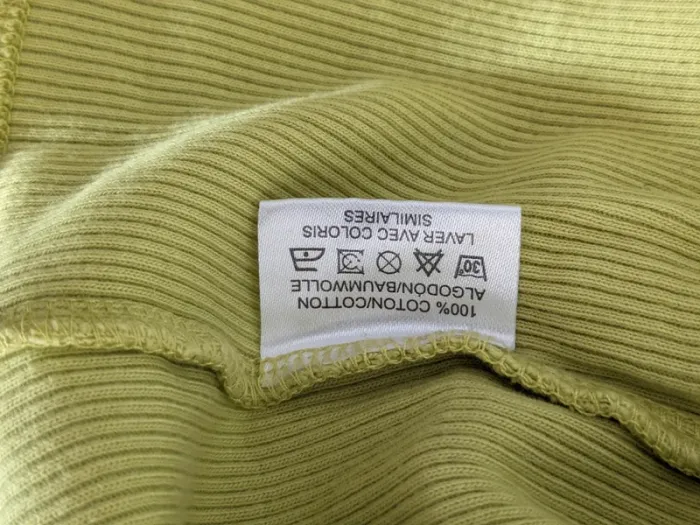 100% COTON/COTTON
ALGODÓN/BAUMWOLLE
30°
LAVER AVEC COLORIS
SIMILAIRES